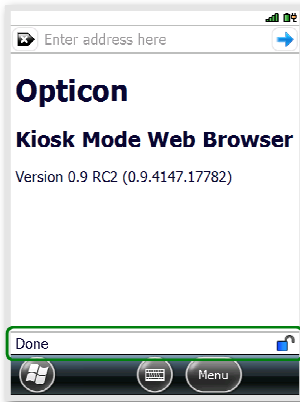 Enter address here
Opticon
Kiosk Mode Web Browser
Version 0.9 RC2 (0.9.4147.17782)
Done
Menu